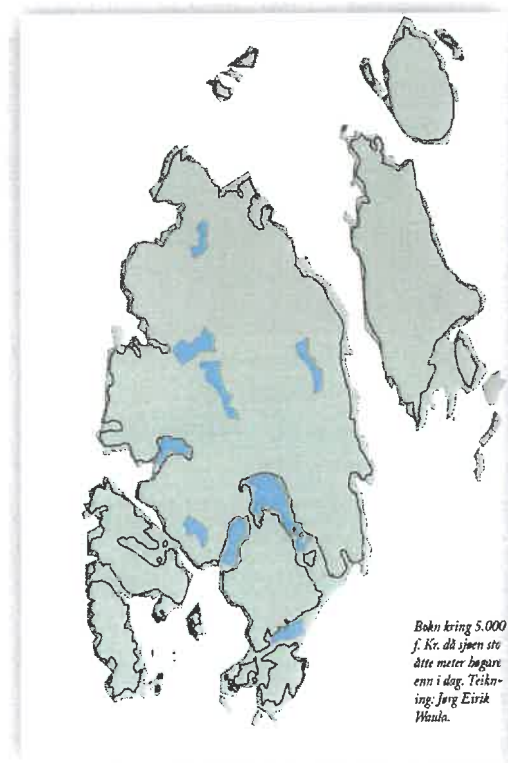 Bokn kring 5.000
f. Kr. då sjøen sto
åtte meter høgare
enn i dag. Teikn-
ing: Jørg Eirik
Waula.